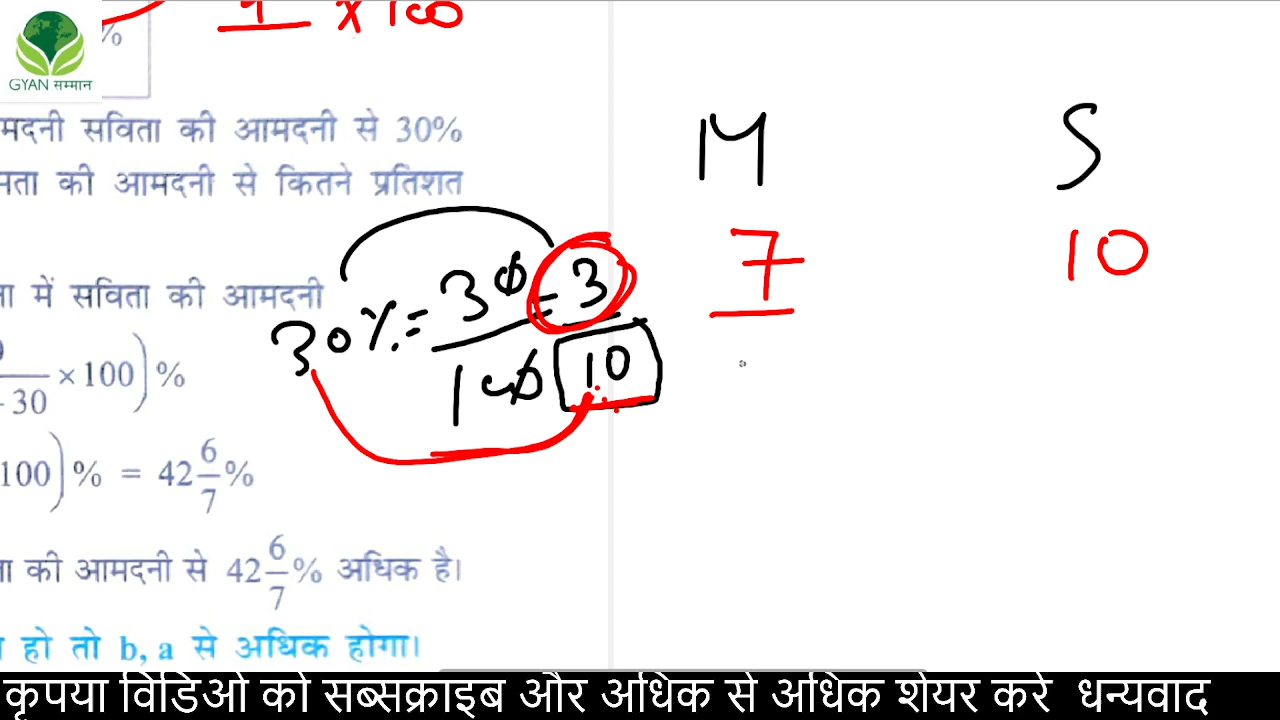 x 100
%
GYAN सम्मान
मदनी सविता की आमदनी से 30%
की आमदनी से कितने प्रतिशत
M S
7 10
में सविता की आमदनी
30% = 30/100 = 3/10
30 × 100) %
100) % = 42 6/7 %
की आमदनी से 42 6/7 % अधिक है।
हो तो b, a से अधिक होगा।
कृपया विडिओ को सब्सक्राइब और अधिक से अधिक शेयर करें धन्यवाद